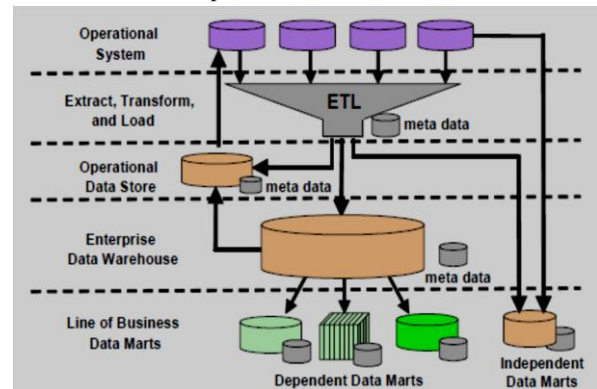 Operational
System
Extract, Transform,
and Load
ETL
meta data
Operational
Data Store
meta data
Enterprise
Data Warehouse
meta data
Line of Business
Data Marts
Dependent Data Marts
Independent
Data Marts